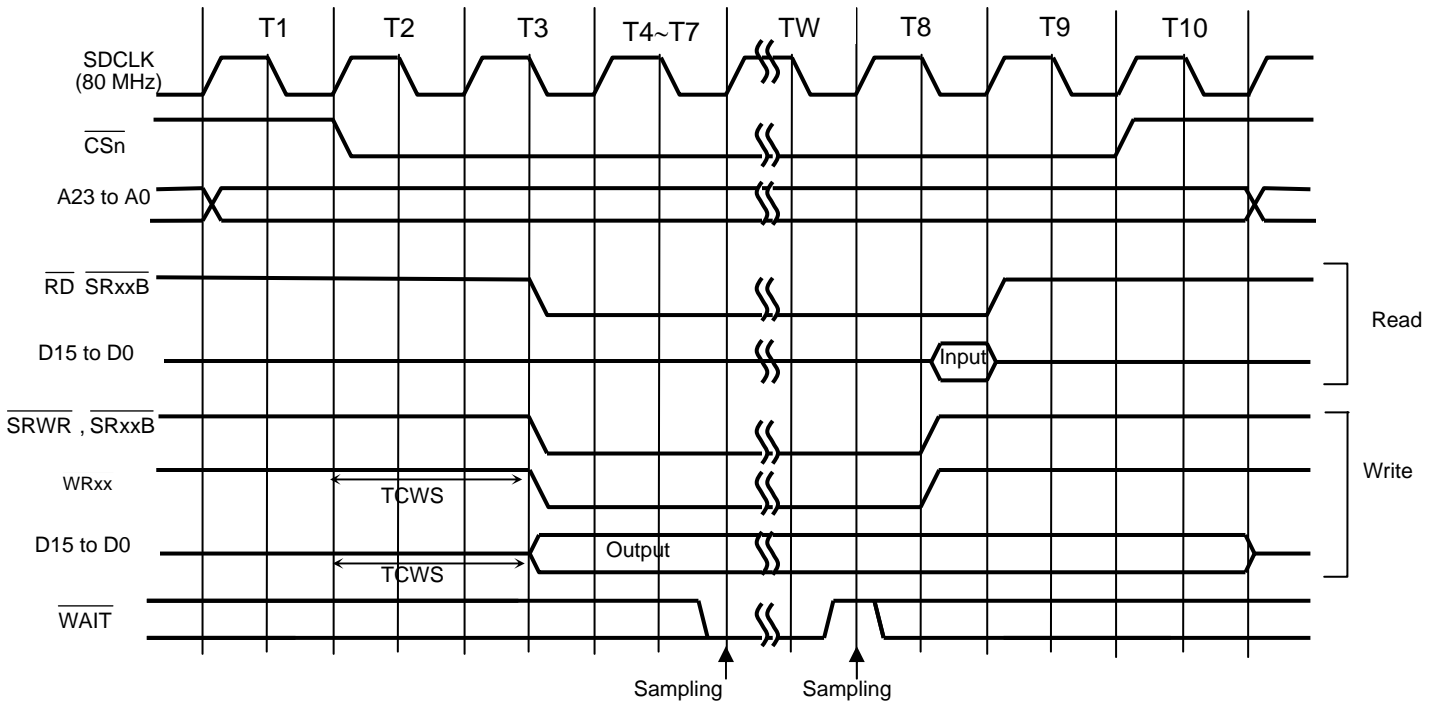 T1 T2 T3 T4~T7 TW T8 T9 T10
SDCLK
(80 MHz)
CSn
A23 to A0
RD SRxxB
Read
D15 to D0
Input
SRWR , SRxxB
Write
WRxx
TCWS
D15 to D0
Output
TCWS
WAIT
Sampling Sampling